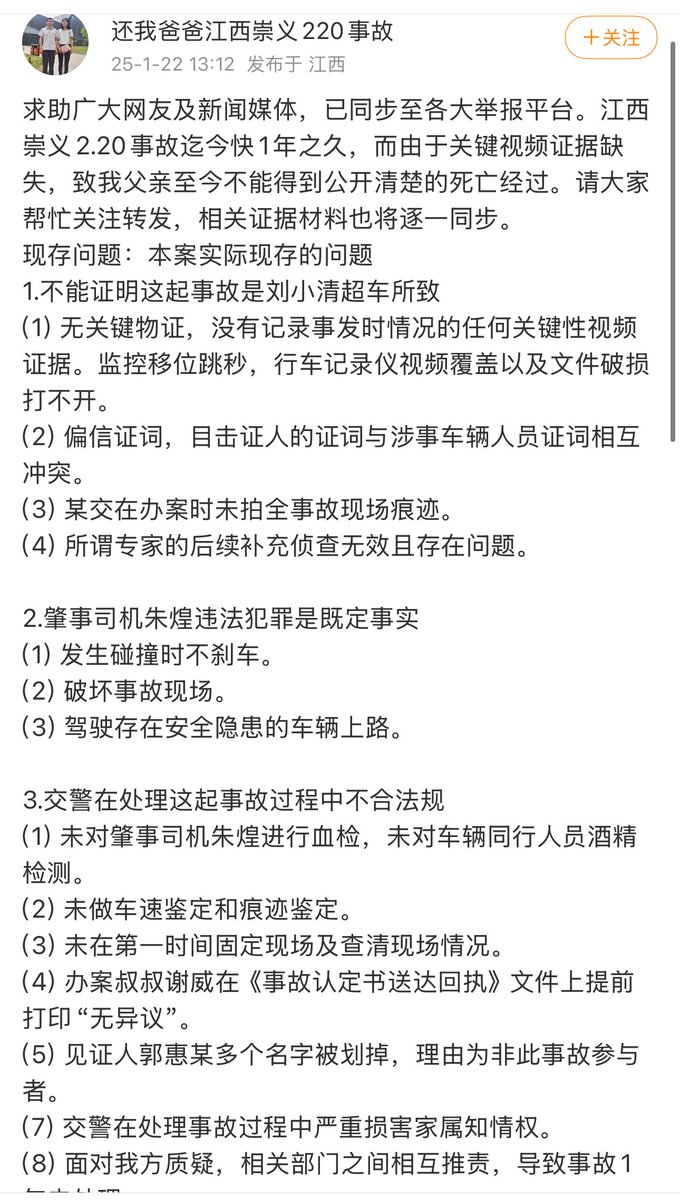 还我爸爸江西崇义220事故
25-1-22 13:12 发布于 江西
+关注
求助广大网友及新闻媒体，已同步至各大举报平台。江西
崇义2.20事故迄今快1年之久，而由于关键视频证据缺
失，致我父亲至今不能得到公开清楚的死亡经过。请大家
帮忙关注转发，相关证据材料也将逐一同步。
现存问题：本案实际现存的问题
1.不能证明这起事故是刘小清超车所致
(1) 无关键物证，没有记录事发时情况的任何关键性视频
证据。监控移位跳秒，行车记录仪视频覆盖以及文件破损
打不开。
(2) 偏信证词，目击证人的证词与涉事车辆人员证词相互
冲突。
(3) 某交在办案时未拍全事故现场痕迹。
(4) 所谓专家的后续补充侦查无效且存在问题。
2.肇事司机朱煌违法犯罪是既定事实
(1) 发生碰撞时不刹车。
(2) 破坏事故现场。
(3) 驾驶存在安全隐患的车辆上路。
3.交警在处理这起事故过程中不合法规
(1) 未对肇事司机朱煌进行血检，未对车辆同行人员酒精
检测。
(2) 未做车速鉴定和痕迹鉴定。
(3) 未在第一时间固定现场及查清现场情况。
(4) 办案叔叔谢威在《事故认定书送达回执》文件上提前
打印“无异议”。
(5) 见证人郭惠某多个名字被划掉，理由为非此事故参与
者。
(7) 交警在处理事故过程中严重损害家属知情权。
(8) 面对我方质疑，相关部门之间相互推责，导致事故1